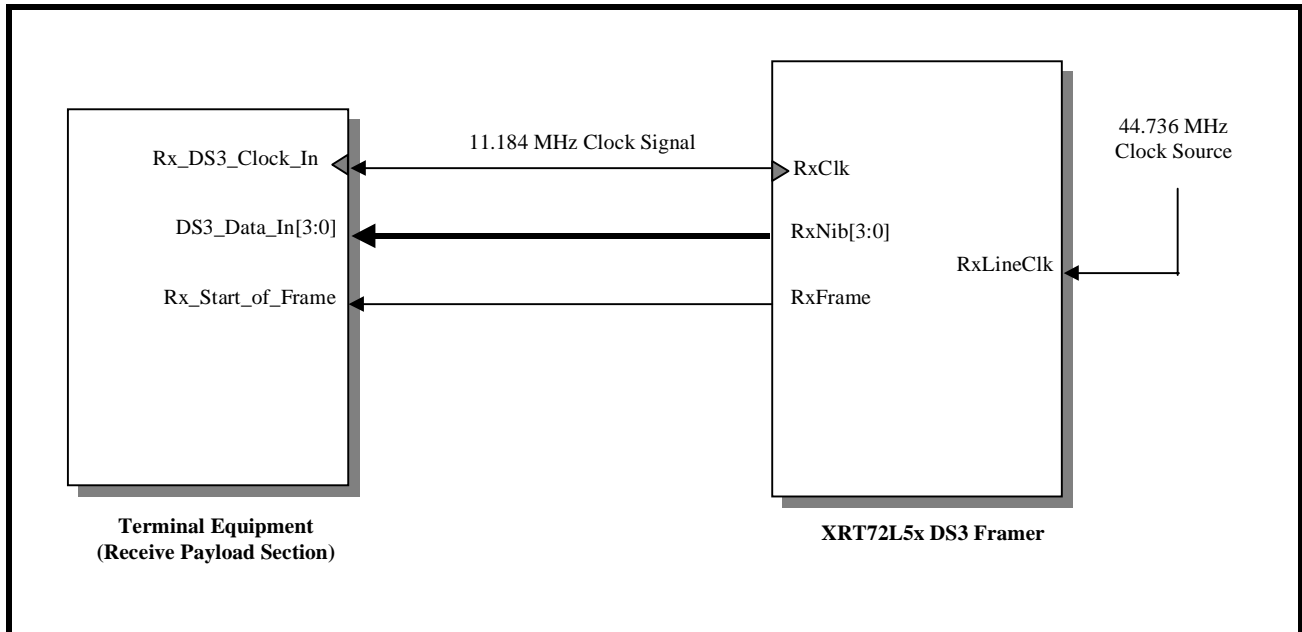 Rx_DS3_Clock_In
DS3_Data_In[3:0]
Rx_Start_of_Frame
Terminal Equipment
(Receive Payload Section)
11.184 MHz Clock Signal
RxClk
RxNib[3:0]
RxLineClk
RxFrame
XRT72L5x DS3 Framer
44.736 MHz
Clock Source